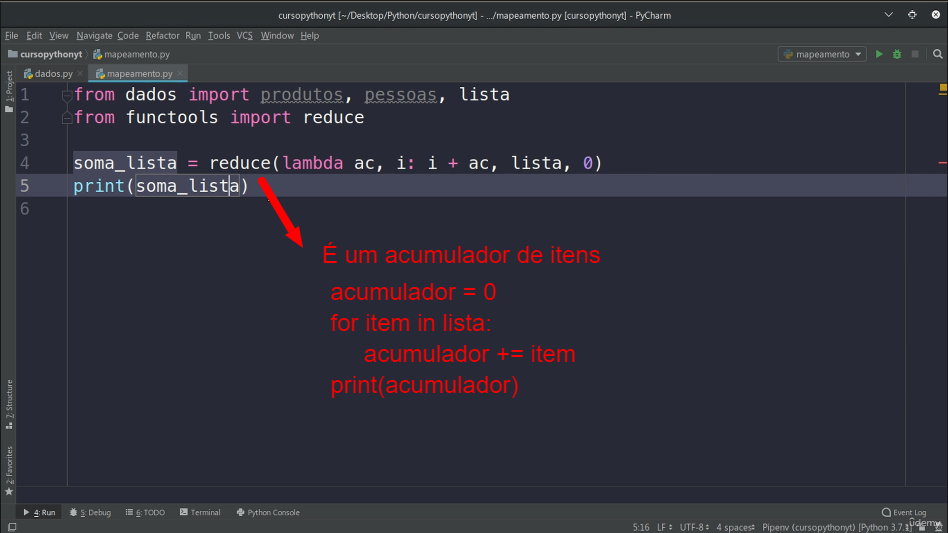 cursopythonyt [~/Desktop/Python/cursopythonyt] - .../mapeamento.py [cursopythonyt] - PyCharm
File Edit View Navigate Code Refactor Run Tools VCS Window Help
cursopythonyt mapeamento.py mapeamento
dados.py mapeamento.py
1: Project
1 from dados import produtos, pessoas, lista
2 from functools import reduce
3
4 soma_lista = reduce(lambda ac, i: i + ac, lista, 0)
5 print(soma_lista)
6
É um acumulador de itens
acumulador = 0
for item in lista:
acumulador += item
print(acumulador)
7: Structure
2: Favorites
4: Run 5: Debug 6: TODO Terminal Python Console Event Log
5:16 LF UTF-8 4 spaces Pipenv (cursopythonyt) [Python 3.7.1]
udemy